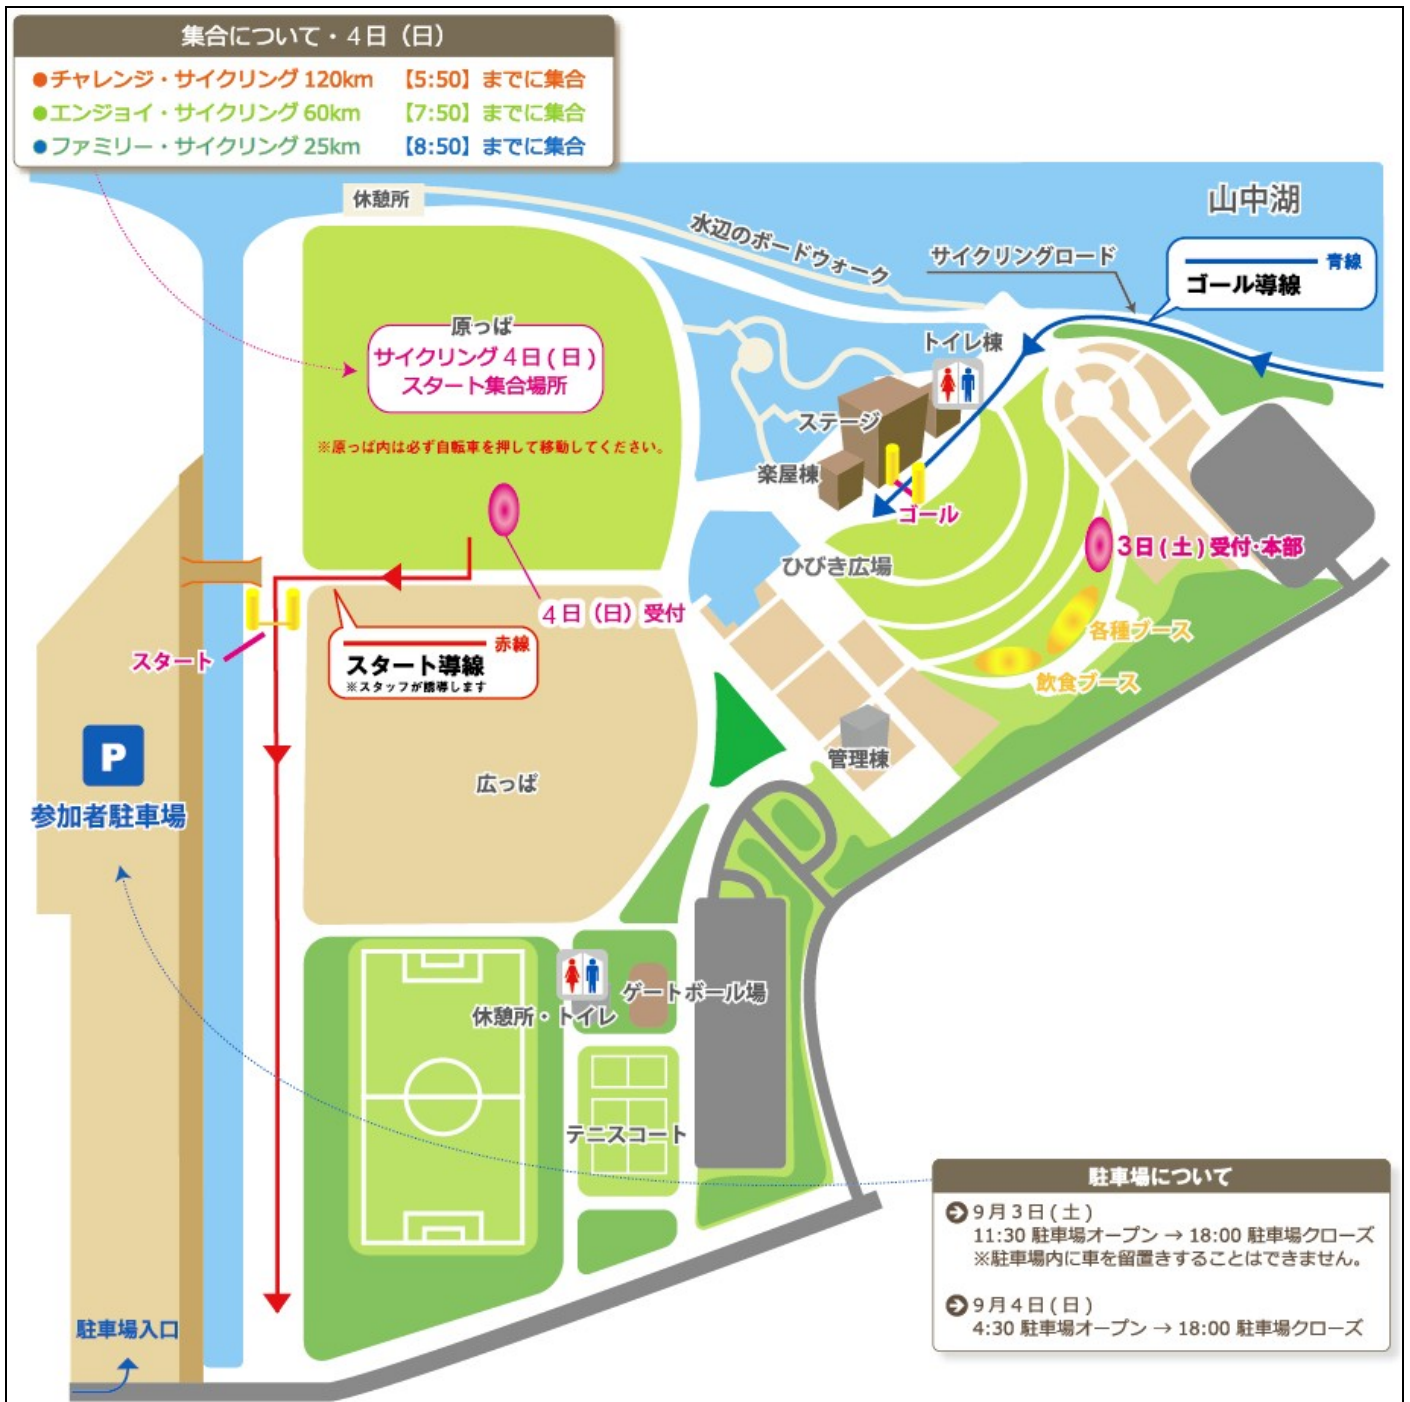 集合について・４日（日）
●チャレンジ・サイクリング 120km 【5:50】までに集合
●エンジョイ・サイクリング 60km 【7:50】までに集合
●ファミリー・サイクリング 25km 【8:50】までに集合
休憩所
山中湖
水辺のボードウォーク
サイクリングロード
青線
ゴール導線
原っぱ
サイクリング４日(日)
スタート集合場所
※原っぱ内は必ず自転車を押して移動してください。
トイレ棟
ステージ
楽屋棟
ゴール
3日(土)受付・本部
ひびき広場
４日（日）受付
各種ブース
飲食ブース
スタート
赤線
スタート導線
※スタッフが誘導します
管理棟
P
参加者駐車場
広っぱ
ゲートボール場
休憩所・トイレ
テニスコート
駐車場について
9月3日(土)
11:30 駐車場オープン → 18:00 駐車場クローズ
※駐車場内に車を留置きすることはできません。
9月4日(日)
4:30 駐車場オープン → 18:00 駐車場クローズ
駐車場入口